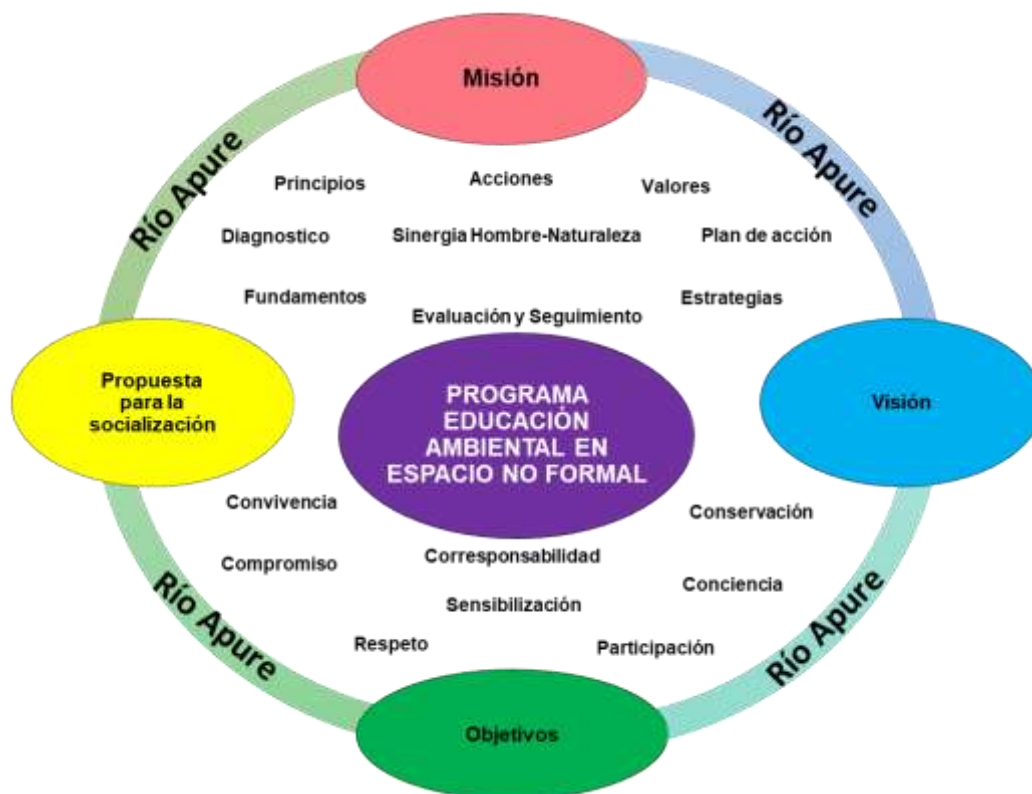 Misión
Río Apure
Río Apure
Principios
Acciones
Valores
Diagnostico
Sinergia Hombre-Naturaleza
Plan de acción
Fundamentos
Estrategias
Evaluación y Seguimiento
Propuesta
para la
socialización
PROGRAMA
EDUCACIÓN
AMBIENTAL EN
ESPACIO NO FORMAL
Visión
Convivencia
Conservación
Compromiso
Corresponsabilidad
Conciencia
Sensibilización
Respeto
Participación
Río Apure
Río Apure
Objetivos